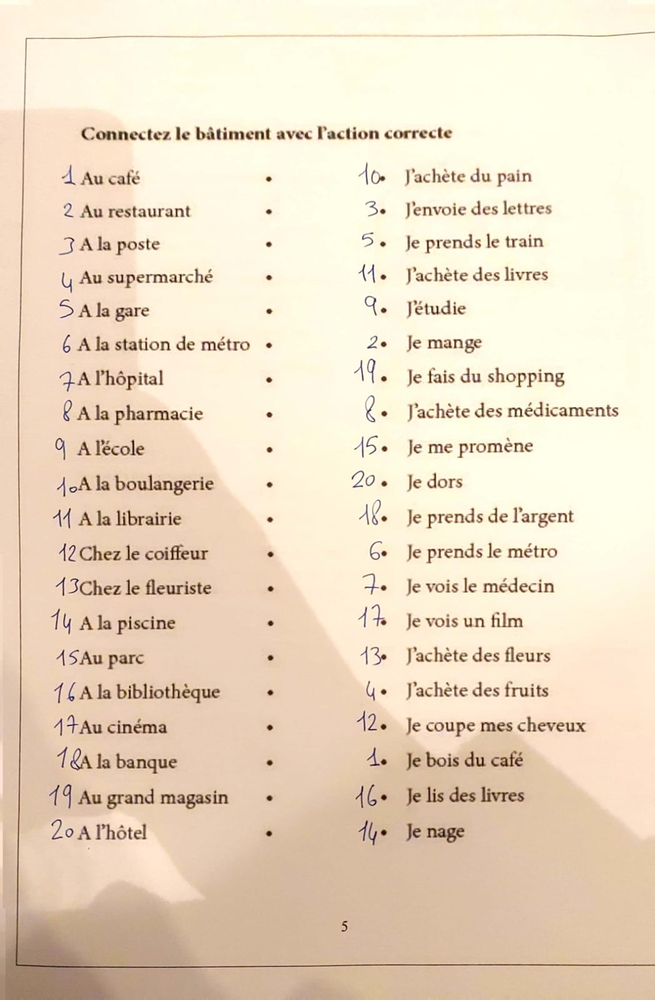 Connectez le bâtiment avec l'action correcte
1 Au café • 10• J'achète du pain
2 Au restaurant • 3• J'envoie des lettres
3 A la poste • 5• Je prends le train
4 Au supermarché • 11• J'achète des livres
5 A la gare • 9• J'étudie
6 A la station de métro • 2• Je mange
7 A l'hôpital • 19• Je fais du shopping
8 A la pharmacie • 8• J'achète des médicaments
9 A l'école • 15• Je me promène
10 A la boulangerie • 20• Je dors
11 A la librairie • 18• Je prends de l'argent
12 Chez le coiffeur • 6• Je prends le métro
13 Chez le fleuriste • 7• Je vois le médecin
14 A la piscine • 17• Je vois un film
15 Au parc • 13• J'achète des fleurs
16 A la bibliothèque • 4• J'achète des fruits
17 Au cinéma • 12• Je coupe mes cheveux
18 A la banque • 1• Je bois du café
19 Au grand magasin • 16• Je lis des livres
20 A l'hôtel • 14• Je nage
5